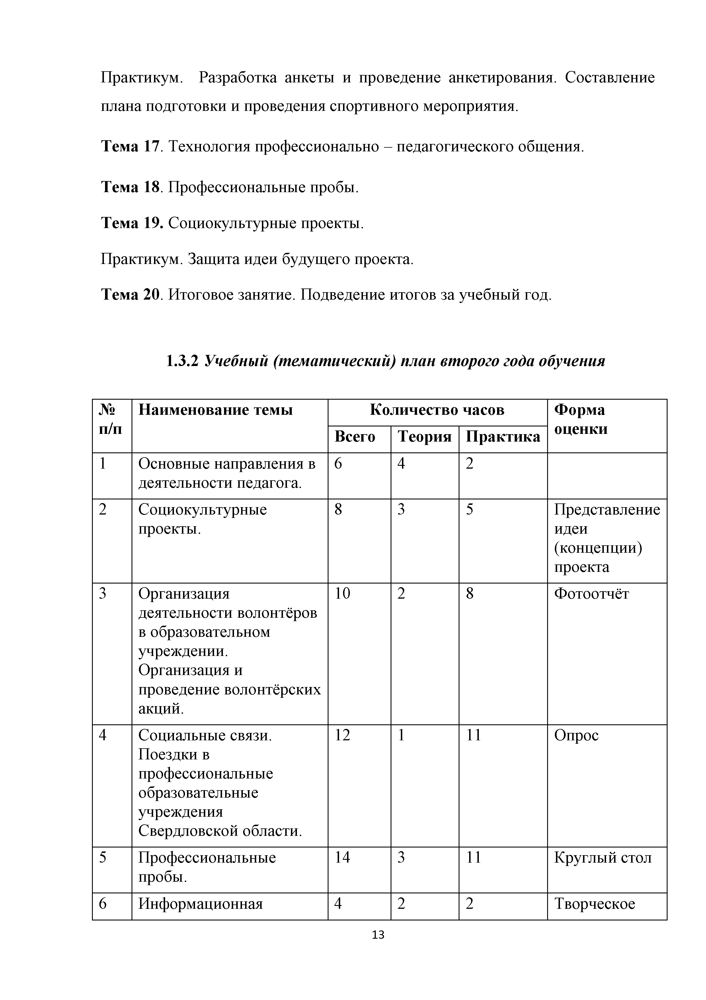 Практикум. Разработка анкеты и проведение анкетирования. Составление
плана подготовки и проведения спортивного мероприятия.
Тема 17. Технология профессионально – педагогического общения.
Тема 18. Профессиональные пробы.
Тема 19. Социокультурные проекты.
Практикум. Защита идеи будущего проекта.
Тема 20. Итоговое занятие. Подведение итогов за учебный год.
1.3.2 Учебный (тематический) план второго года обучения
№ Наименование темы Количество часов Форма
п/п оценки
Всего Теория Практика
1 Основные направления в 6 4 2
деятельности педагога.
2 Социокультурные 8 3 5 Представление
проекты. идеи
(концепции)
проекта
3 Организация 10 2 8 Фотоотчёт
деятельности волонтёров
в образовательном
учреждении.
Организация и
проведение волонтёрских
акций.
4 Социальные связи. 12 1 11 Опрос
Поездки в
профессиональные
образовательные
учреждения
Свердловской области.
5 Профессиональные 14 3 11 Круглый стол
пробы.
6 Информационная 4 2 2 Творческое
13